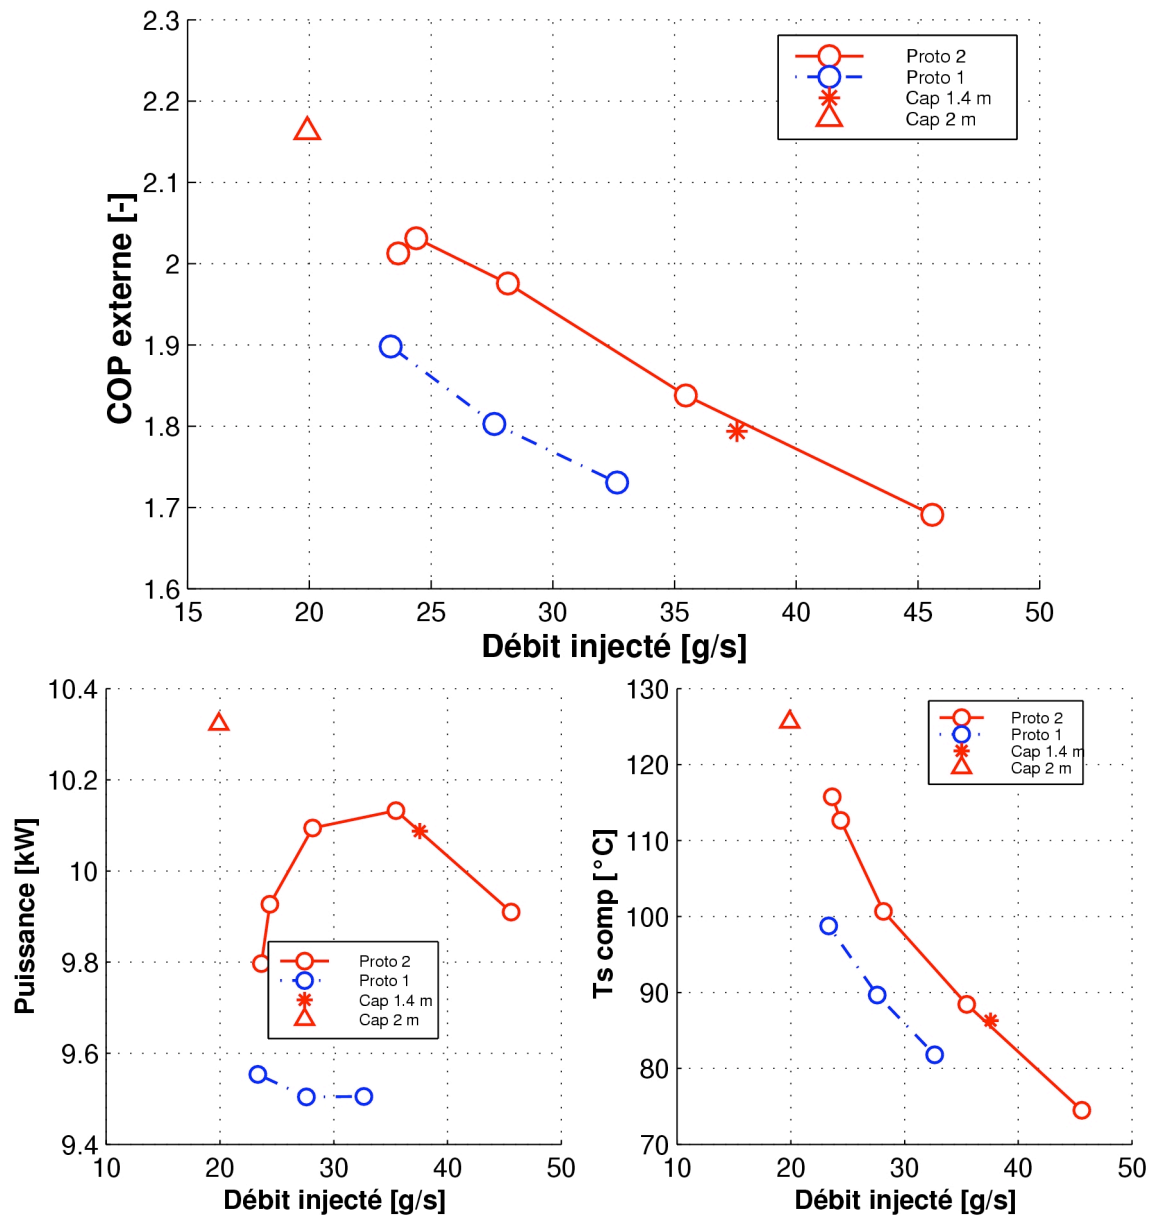 2.3
2.2
2.1
2
1.9
1.8
1.7
1.6
COP externe [-]
Proto 2
Proto 1
Cap 1.4 m
Cap 2 m
15 20 25 30 35 40 45 50
Débit injecté [g/s]
10.4
10.2
10
9.8
9.6
9.4
Puissance [kW]
Proto 2
Proto 1
Cap 1.4 m
Cap 2 m
10 20 30 40 50
Débit injecté [g/s]
130
120
110
100
90
80
70
Ts comp [°C]
Proto 2
Proto 1
Cap 1.4 m
Cap 2 m
10 20 30 40 50
Débit injecté [g/s]